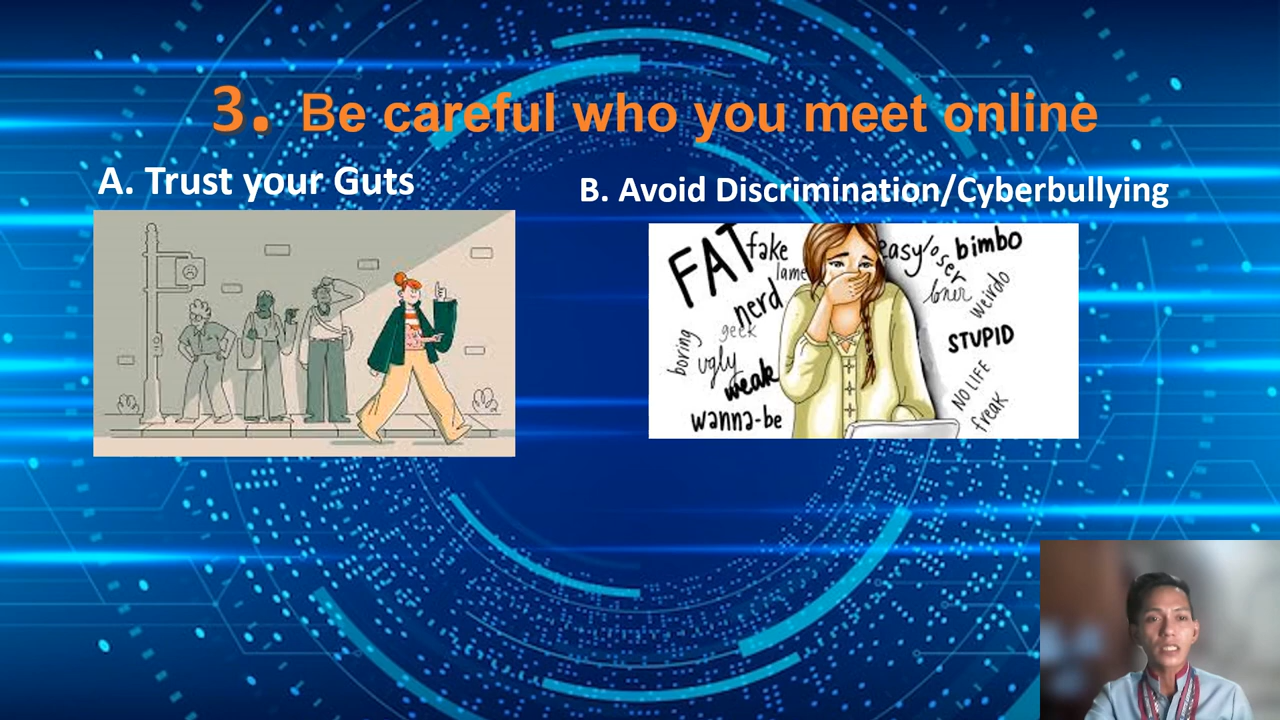 3. Be careful who you meet online
A. Trust your Guts
B. Avoid Discrimination/Cyberbullying
FAT
fake
lame
nerd
geek
boring
ugly
weak
wanna-be
easy
loser
bimbo
loner
weirdo
STUPID
NO LIFE
freak